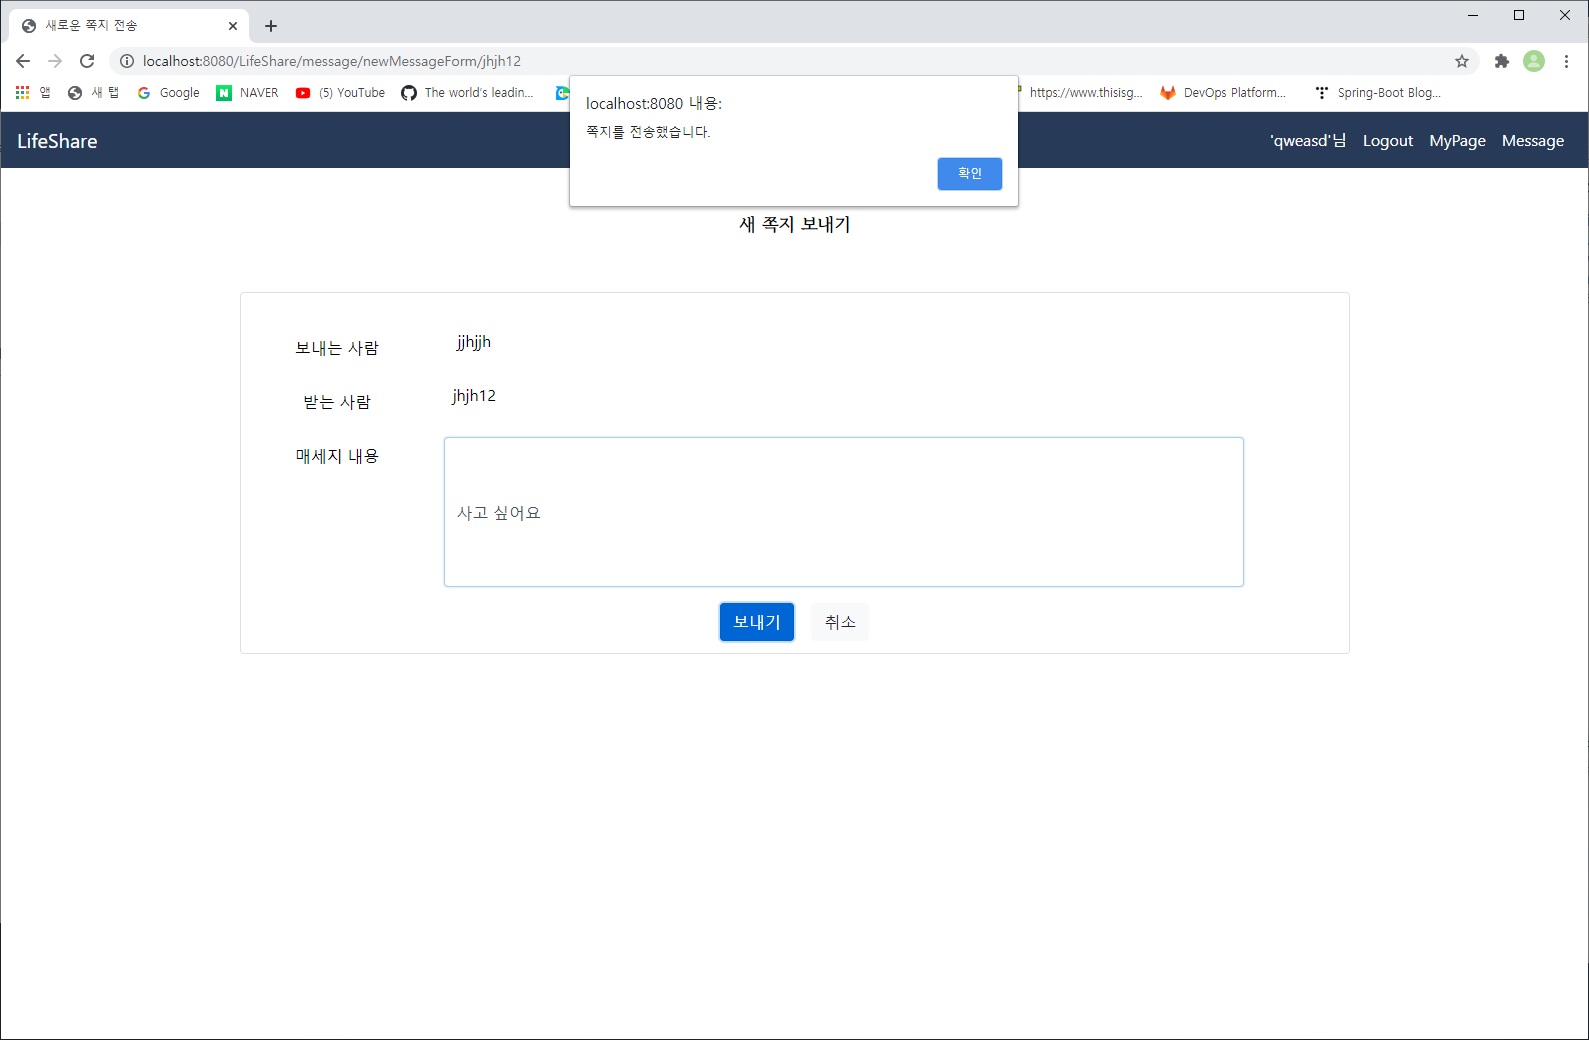 새로운 쪽지 전송
localhost:8080/LifeShare/message/newMessageForm/jhjh12
앱 새 탭 Google NAVER (5) YouTube The world's leadin... https://www.thisisg... DevOps Platform... Spring-Boot Blog...
localhost:8080 내용:
쪽지를 전송했습니다.
확인
LifeShare 'qweasd'님 Logout MyPage Message
새 쪽지 보내기
보내는 사람 jjhjjh
받는 사람 jhjh12
매세지 내용
사고 싶어요
보내기 취소